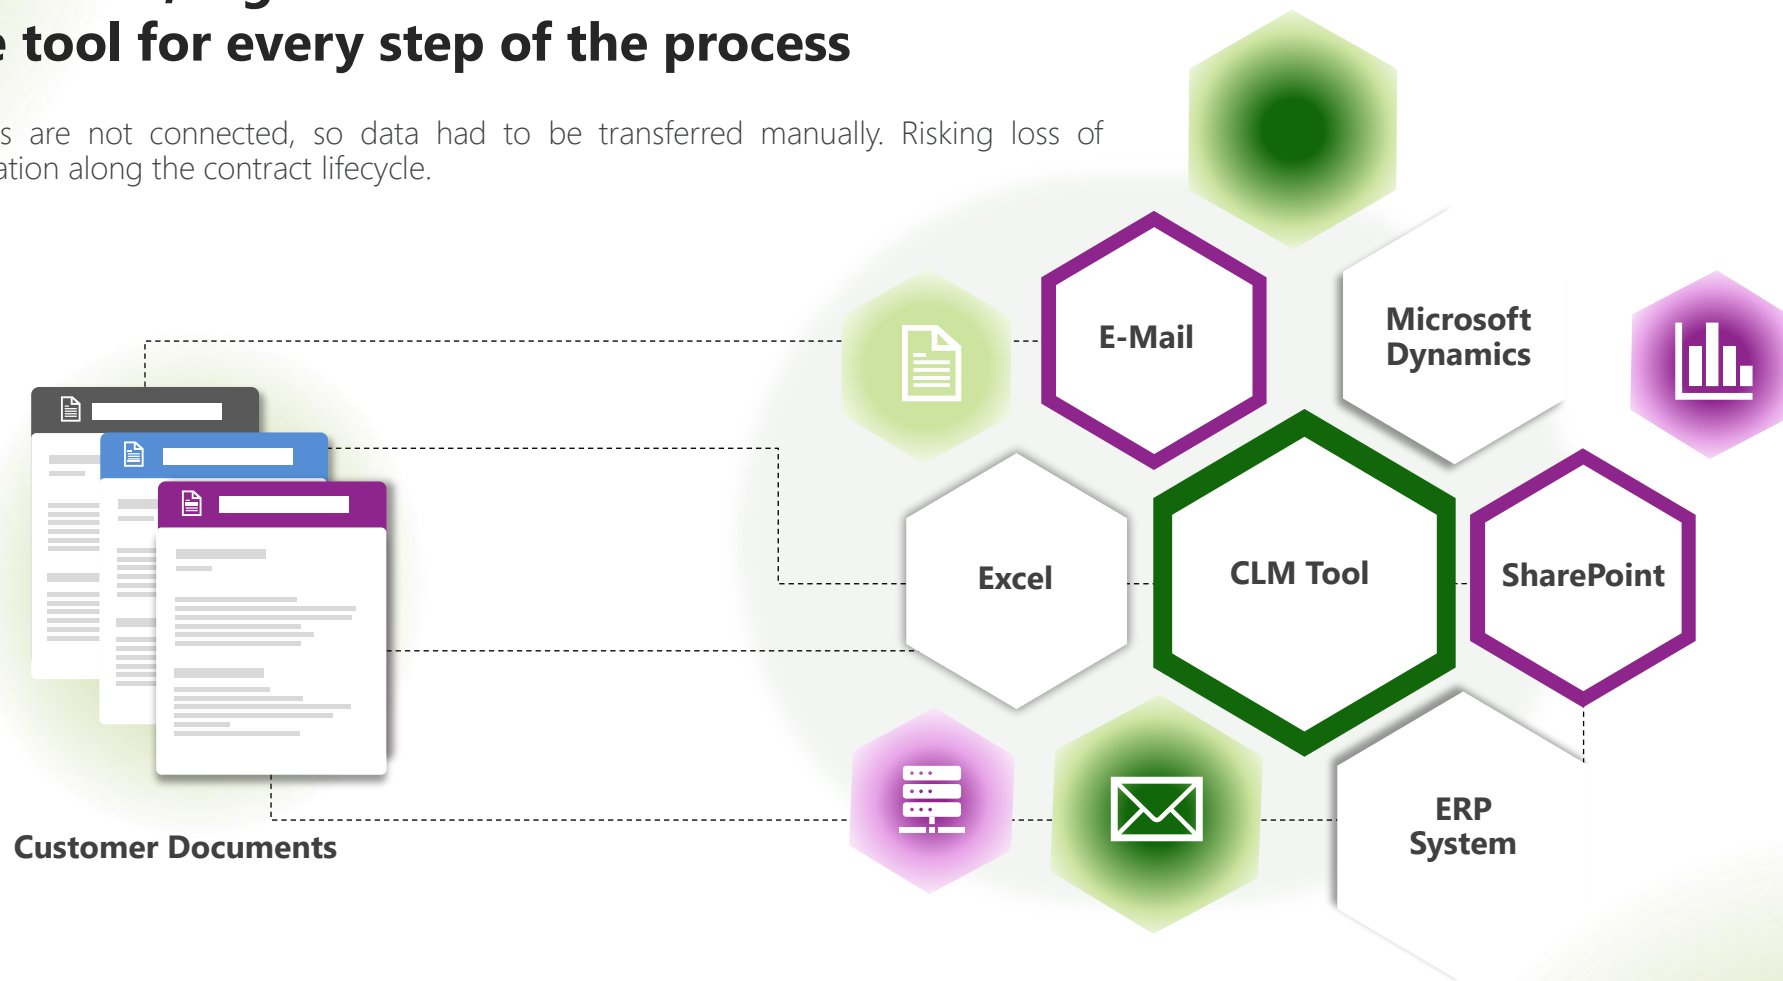 tool for every step of the process
are not connected, so data had to be transferred manually. Risking loss of
along the contract lifecycle.
E-Mail
Microsoft
Dynamics
Excel
CLM Tool
SharePoint
ERP
System
Customer Documents